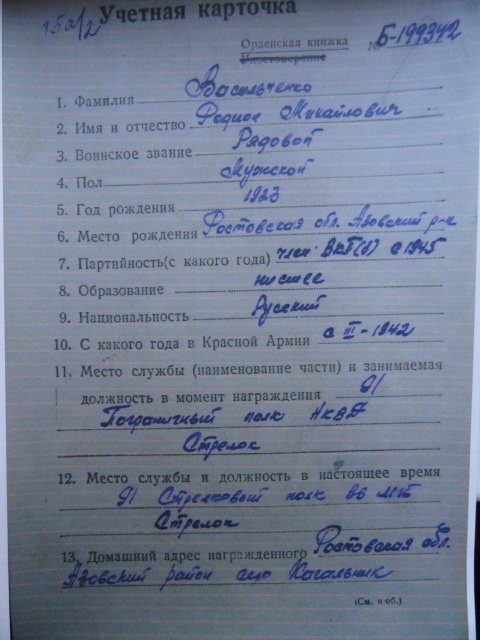 15а/2
Учетная карточка
Орденская книжка
Удостоверение
№ Б-199342
1. Фамилия Васильченко
2. Имя и отчество Родион Михайлович
3. Воинское звание Рядовой
4. Пол Мужской
5. Год рождения 1923
6. Место рождения Ростовская обл. Азовский р-н
7. Партийность(с какого года) член ВКП(б) с 1945
8. Образование низшее
9. Национальность Русский
10. С какого года в Красной Армии с III-1942
11. Место службы (наименование части) и занимаемая
должность в момент награждения 91
Пограничный полк НКВД
Стрелок
12. Место службы и должность в настоящее время
91 Стрелковый полк ВВ МГБ
Стрелок
13. Домашний адрес награжденного Ростовская обл.
Азовский район село Кагальник
(См. н об.)